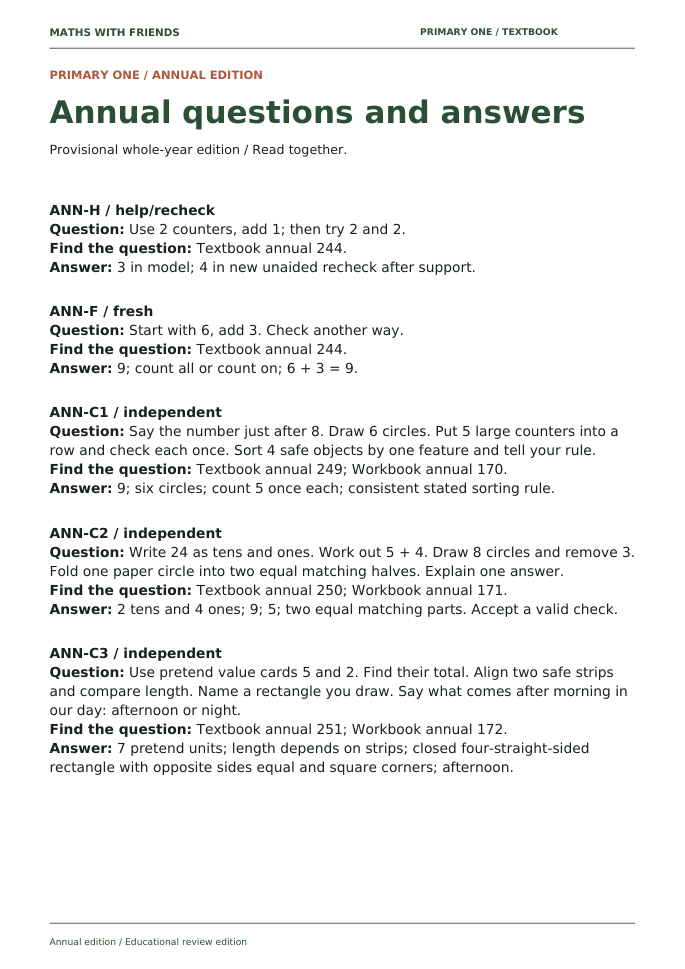 MATHS WITH FRIENDS
PRIMARY ONE / TEXTBOOK
PRIMARY ONE / ANNUAL EDITION
Annual questions and answers
Provisional whole-year edition / Read together.
ANN-H / help/recheck
Question: Use 2 counters, add 1; then try 2 and 2.
Find the question: Textbook annual 244.
Answer: 3 in model; 4 in new unaided recheck after support.
ANN-F / fresh
Question: Start with 6, add 3. Check another way.
Find the question: Textbook annual 244.
Answer: 9; count all or count on; 6 + 3 = 9.
ANN-C1 / independent
Question: Say the number just after 8. Draw 6 circles. Put 5 large counters into a
row and check each once. Sort 4 safe objects by one feature and tell your rule.
Find the question: Textbook annual 249; Workbook annual 170.
Answer: 9; six circles; count 5 once each; consistent stated sorting rule.
ANN-C2 / independent
Question: Write 24 as tens and ones. Work out 5 + 4. Draw 8 circles and remove 3.
Fold one paper circle into two equal matching halves. Explain one answer.
Find the question: Textbook annual 250; Workbook annual 171.
Answer: 2 tens and 4 ones; 9; 5; two equal matching parts. Accept a valid check.
ANN-C3 / independent
Question: Use pretend value cards 5 and 2. Find their total. Align two safe strips
and compare length. Name a rectangle you draw. Say what comes after morning in
our day: afternoon or night.
Find the question: Textbook annual 251; Workbook annual 172.
Answer: 7 pretend units; length depends on strips; closed four-straight-sided
rectangle with opposite sides equal and square corners; afternoon.
Annual edition / Educational review edition